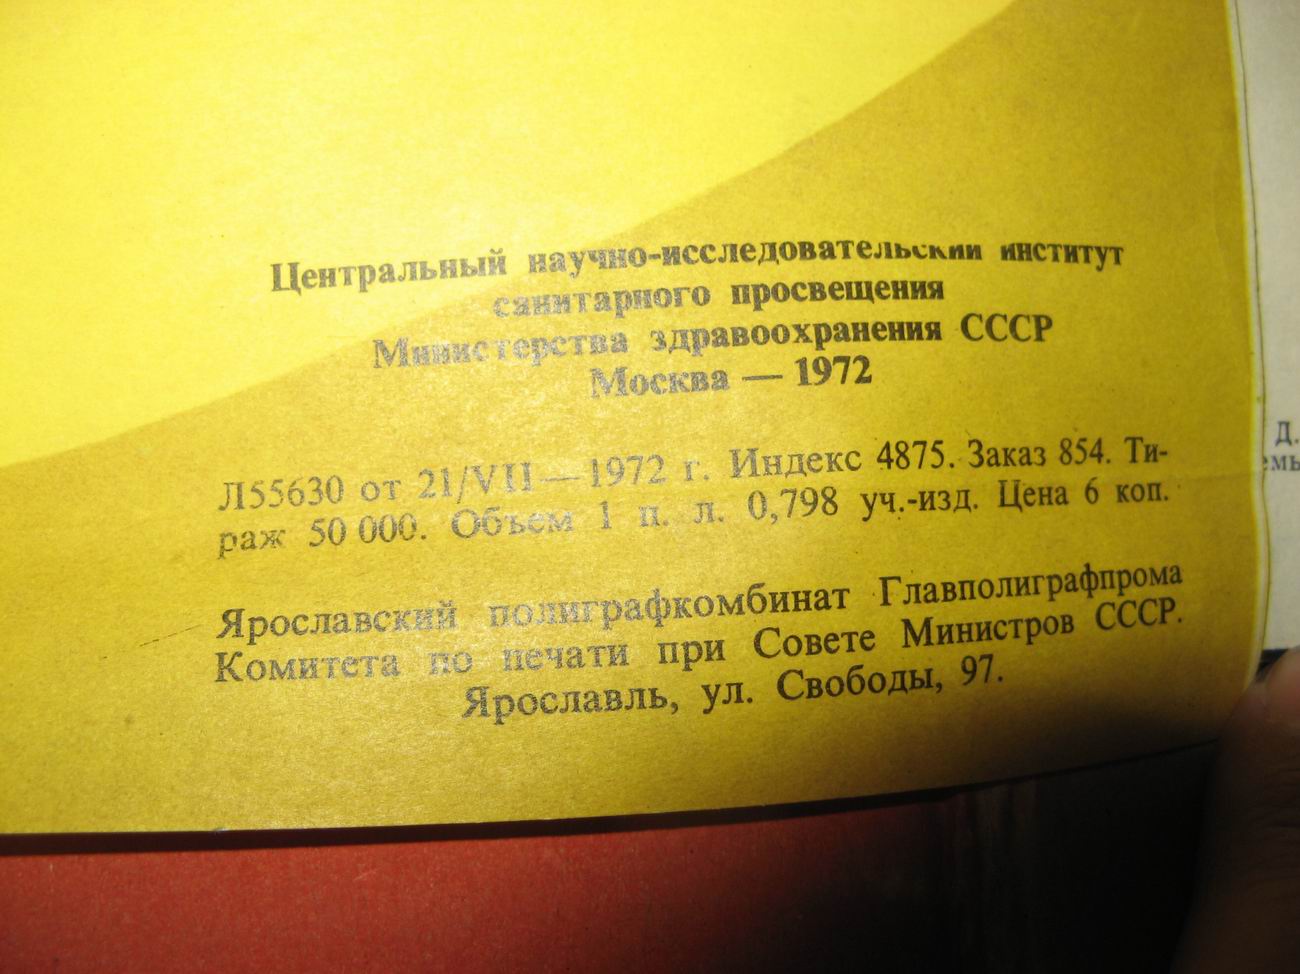 Центральный научно-исследовательский институт
санитарного просвещения
Министерства здравоохранения СССР
Москва — 1972
Л55630 от 21/VII — 1972 г. Индекс 4875. Заказ 854. Ти-
раж 50 000. Объем 1 п. л. 0,798 уч.-изд. Цена 6 коп.
Ярославский полиграфкомбинат Главполиграфпрома
Комитета по печати при Совете Министров СССР.
Ярославль, ул. Свободы, 97.
Д.